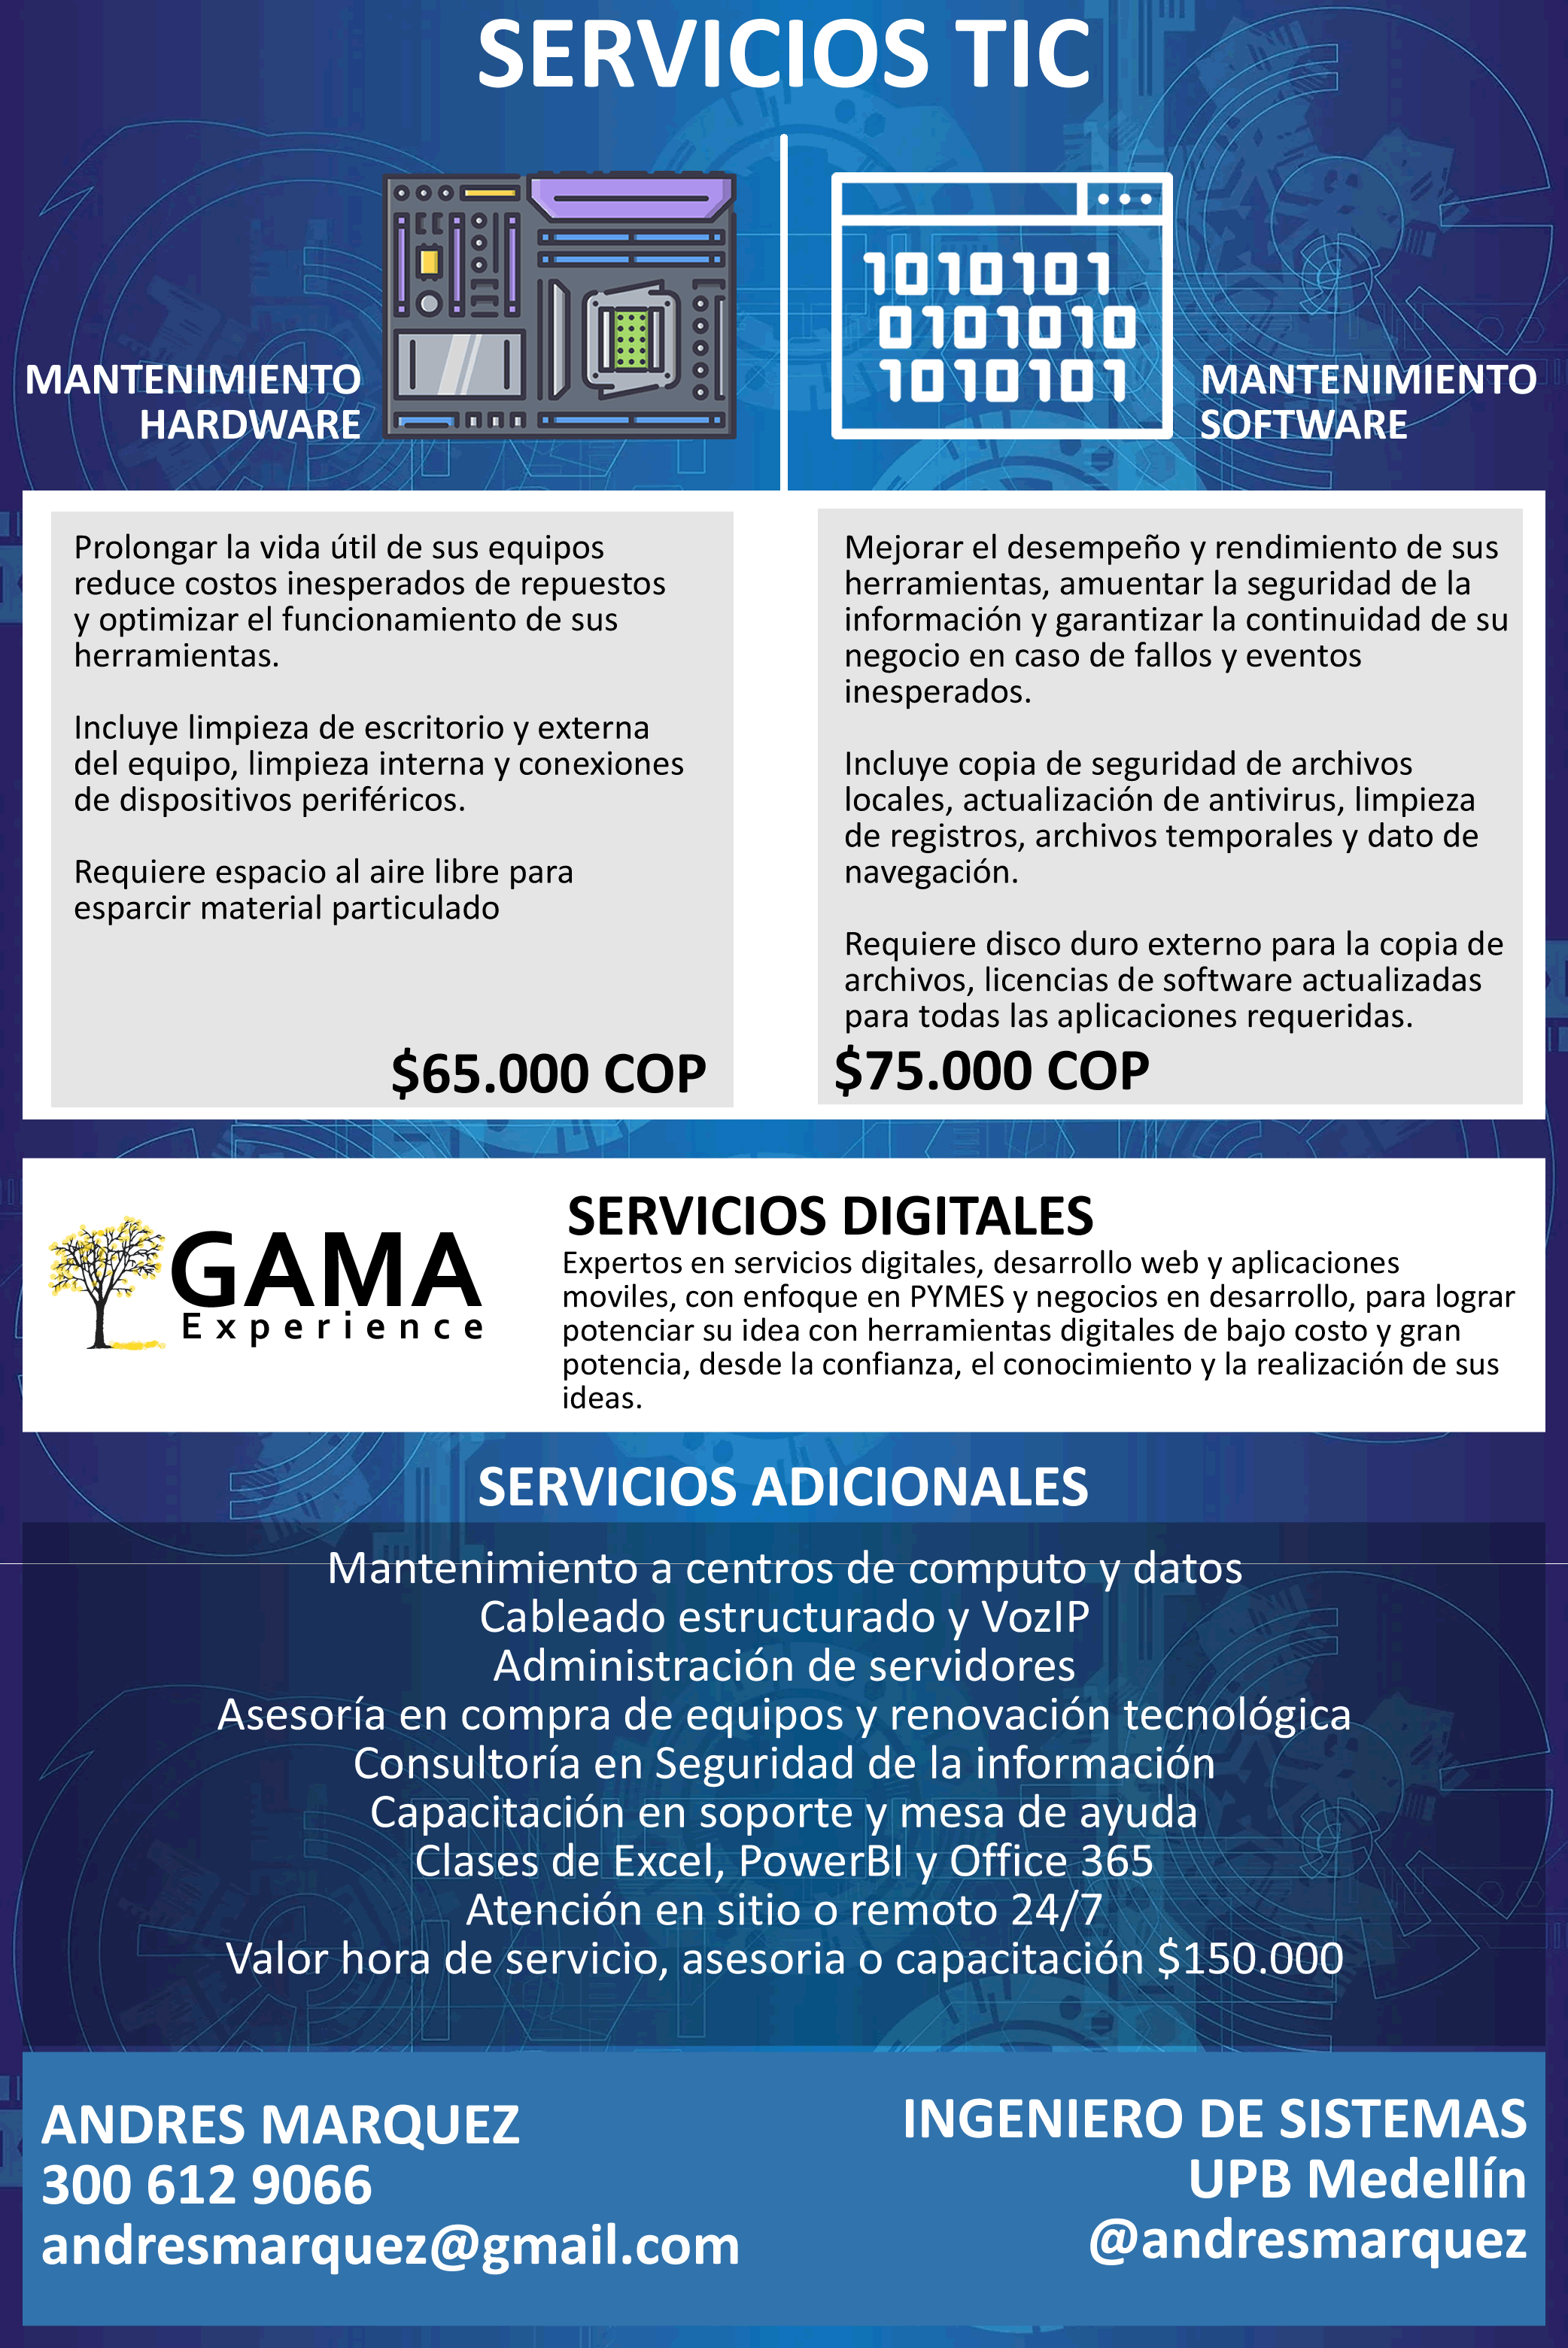 SERVICIOS TIC
MANTENIMIENTO
HARDWARE
1010101
0101010
1010101
MANTENIMIENTO
SOFTWARE
Prolongar la vida útil de sus equipos
reduce costos inesperados de repuestos
y optimizar el funcionamiento de sus
herramientas.
Incluye limpieza de escritorio y externa
del equipo, limpieza interna y conexiones
de dispositivos periféricos.
Requiere espacio al aire libre para
esparcir material particulado
$65.000 COP
Mejorar el desempeño y rendimiento de sus
herramientas, amuentar la seguridad de la
información y garantizar la continuidad de su
negocio en caso de fallos y eventos
inesperados.
Incluye copia de seguridad de archivos
locales, actualización de antivirus, limpieza
de registros, archivos temporales y dato de
navegación.
Requiere disco duro externo para la copia de
archivos, licencias de software actualizadas
para todas las aplicaciones requeridas.
$75.000 COP
GAMA
Experience
SERVICIOS DIGITALES
Expertos en servicios digitales, desarrollo web y aplicaciones
moviles, con enfoque en PYMES y negocios en desarrollo, para lograr
potenciar su idea con herramientas digitales de bajo costo y gran
potencia, desde la confianza, el conocimiento y la realización de sus
ideas.
SERVICIOS ADICIONALES
Mantenimiento a centros de computo y datos
Cableado estructurado y VozIP
Administración de servidores
Asesoría en compra de equipos y renovación tecnológica
Consultoría en Seguridad de la información
Capacitación en soporte y mesa de ayuda
Clases de Excel, PowerBI y Office 365
Atención en sitio o remoto 24/7
Valor hora de servicio, asesoria o capacitación $150.000
ANDRES MARQUEZ
300 612 9066
andresmarquez@gmail.com
INGENIERO DE SISTEMAS
UPB Medellín
@andresmarquez